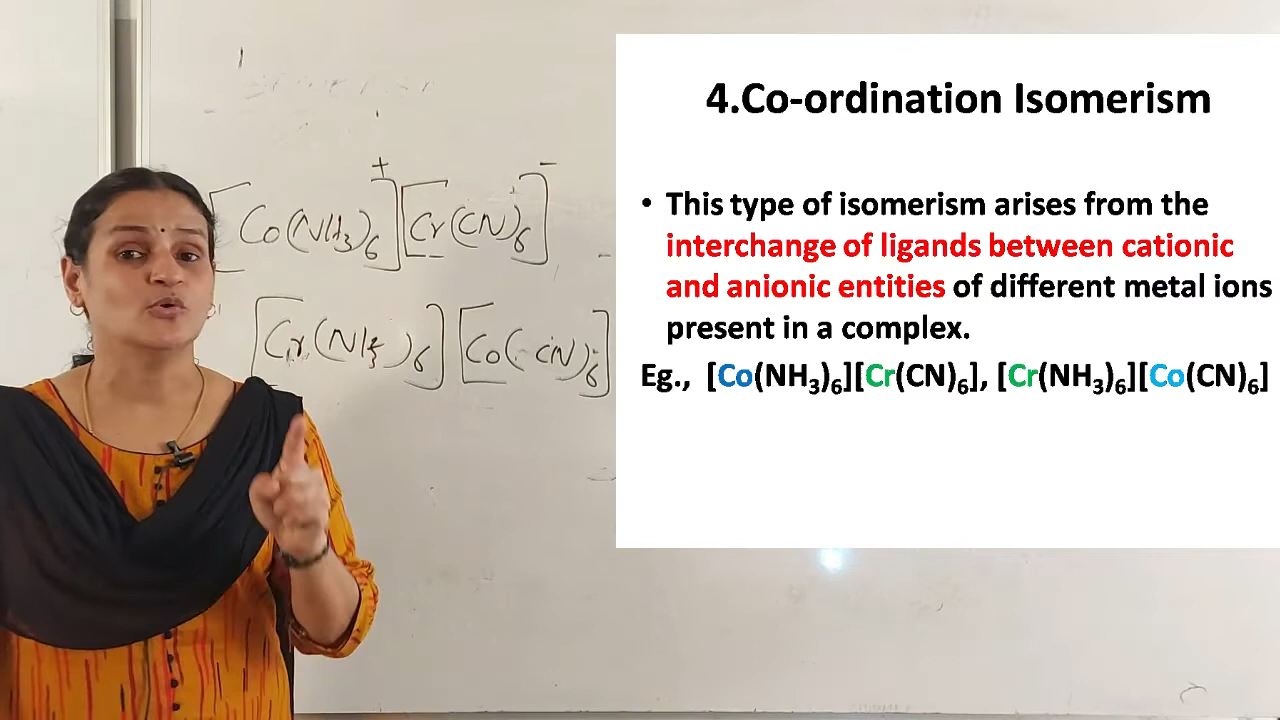 [Co(NH₃)₆]⁺[Cr(CN)₆]⁻
[Cr(NH₃)₆][Co(CN)₆]
4.Co-ordination Isomerism
• This type of isomerism arises from the
interchange of ligands between cationic
and anionic entities of different metal ions
present in a complex.
Eg., [Co(NH₃)₆][Cr(CN)₆], [Cr(NH₃)₆][Co(CN)₆]